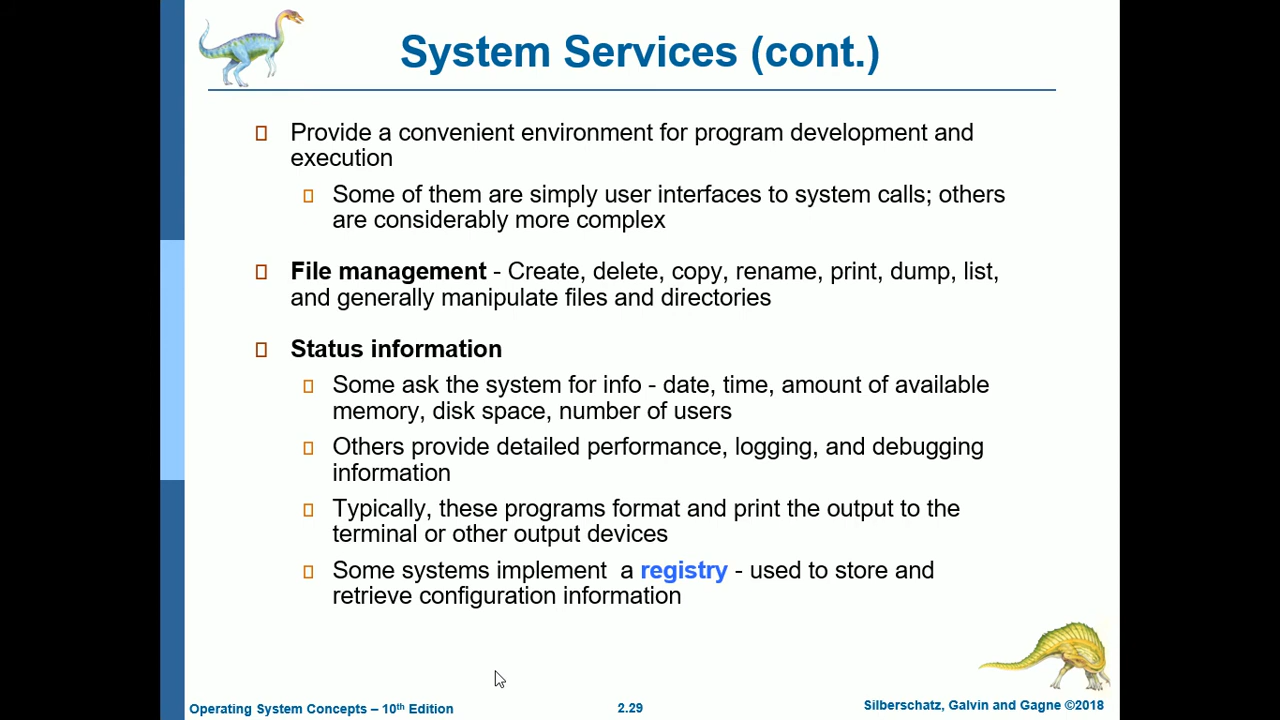 System Services (cont.)
Provide a convenient environment for program development and
execution
Some of them are simply user interfaces to system calls; others
are considerably more complex
File management - Create, delete, copy, rename, print, dump, list,
and generally manipulate files and directories
Status information
Some ask the system for info - date, time, amount of available
memory, disk space, number of users
Others provide detailed performance, logging, and debugging
information
Typically, these programs format and print the output to the
terminal or other output devices
Some systems implement  a registry - used to store and
retrieve configuration information
Operating System Concepts – 10th Edition
2.29
Silberschatz, Galvin and Gagne ©2018